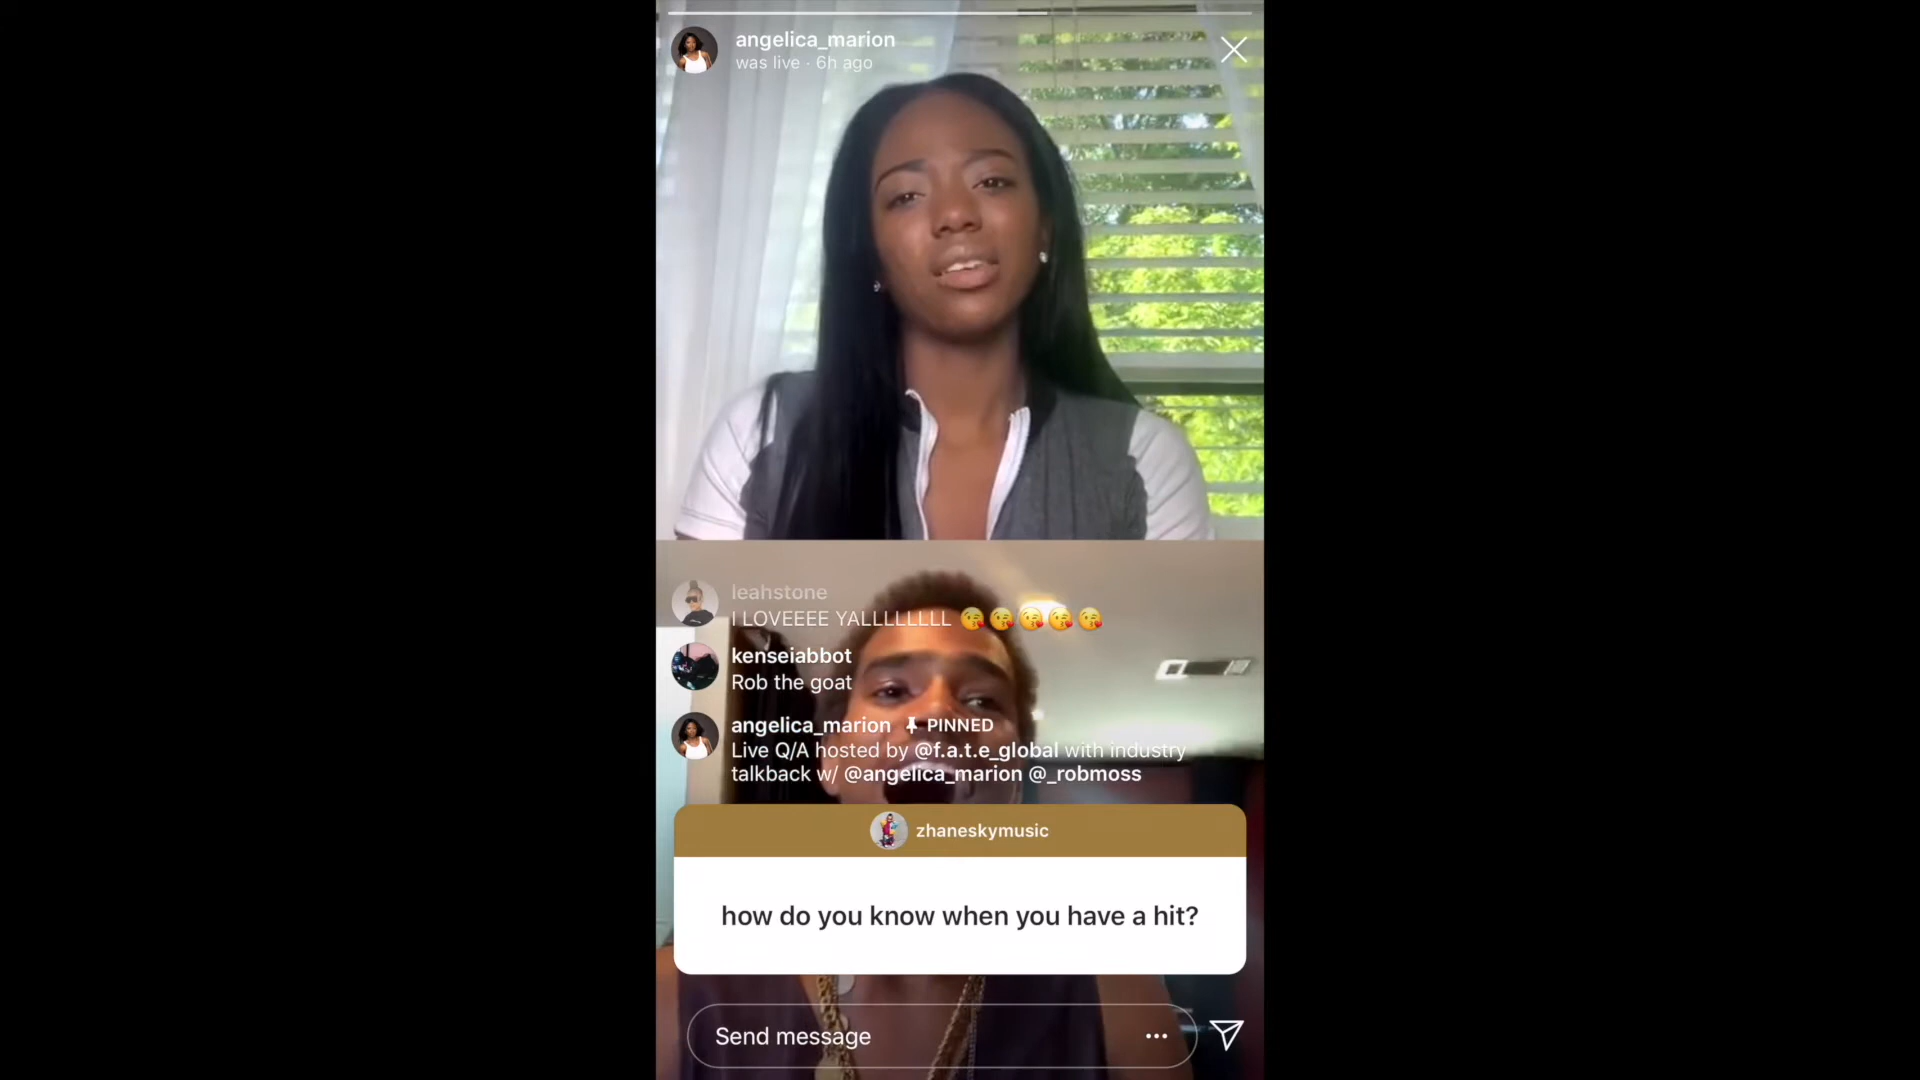 angelica_marion
was live · 6h ago
leahstone
I LOVEEEE YALLLLLLLL 😘😘😘😘😘
kenseiabbot
Rob the goat
angelica_marion PINNED
Live Q/A hosted by @f.a.t.e_global with industry
talkback w/ @angelica_marion @_robmoss
zhaneskymusic
how do you know when you have a hit?
Send message